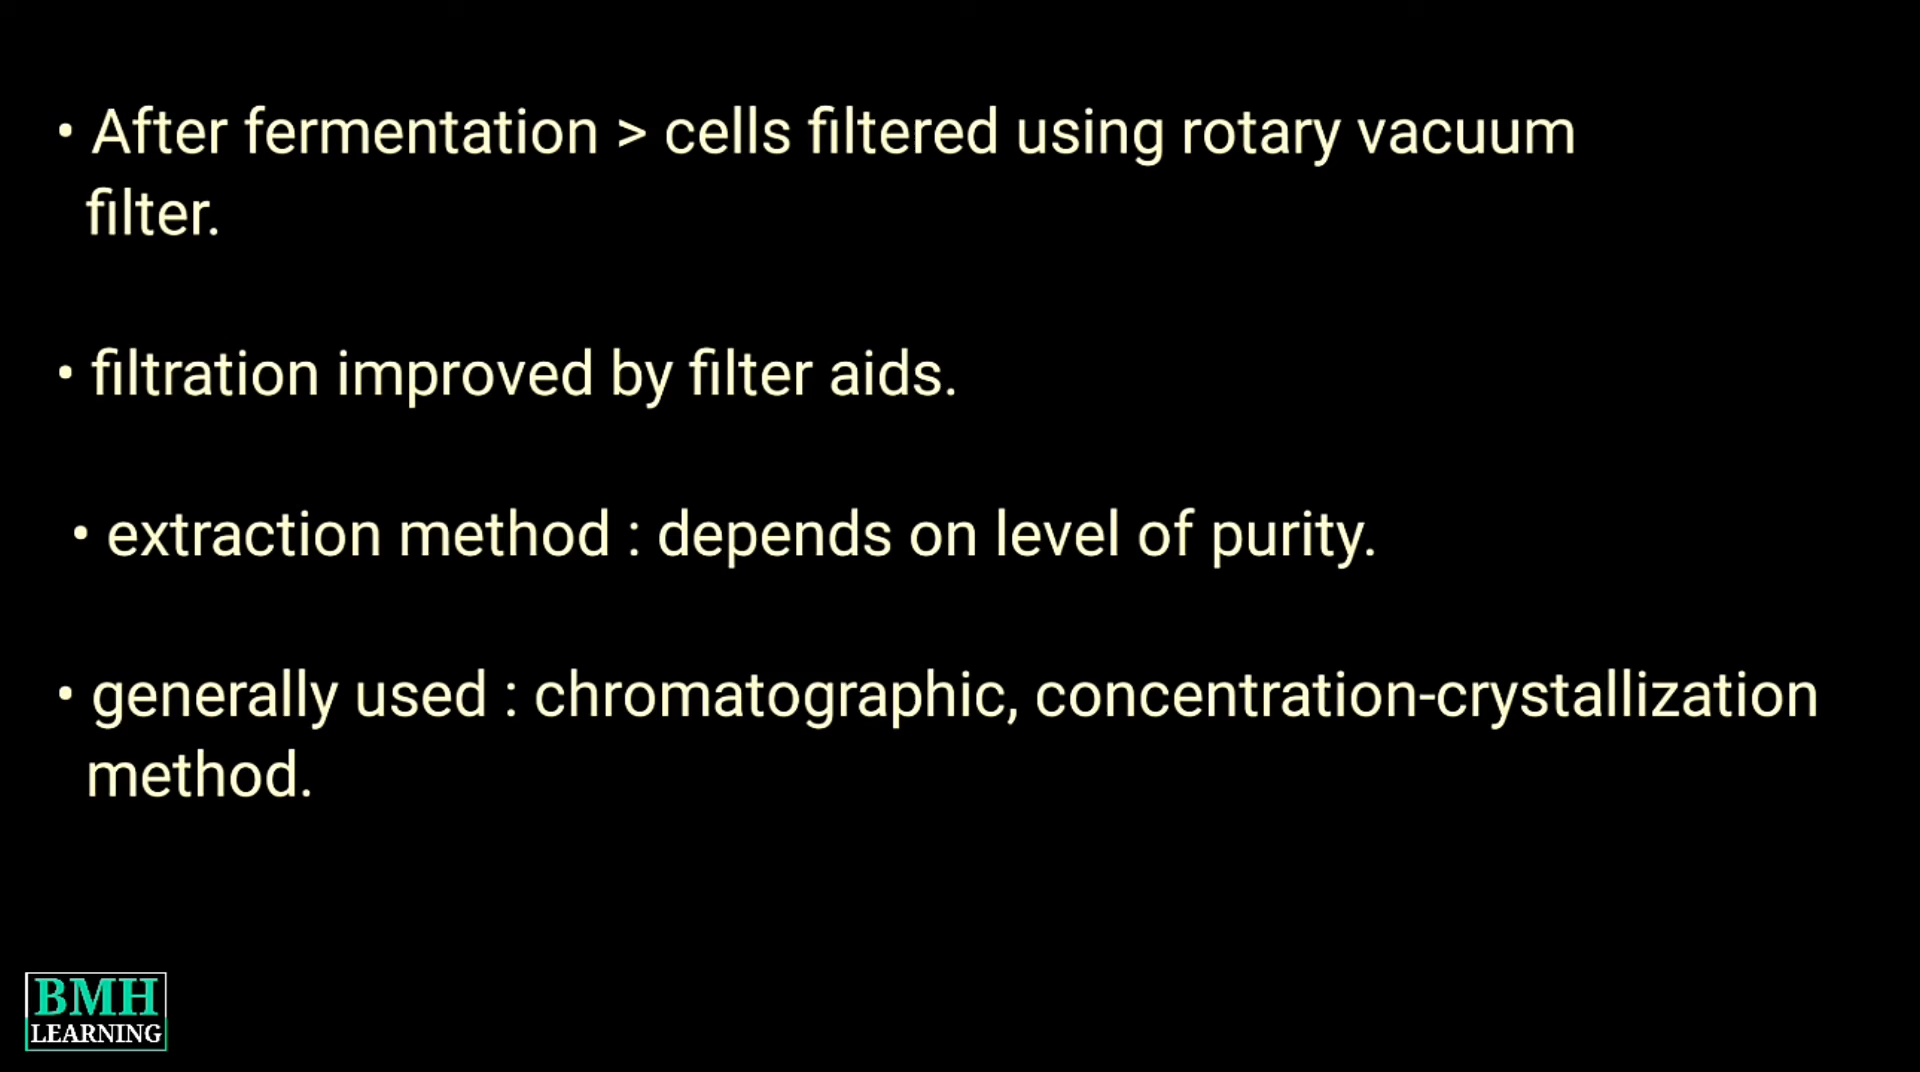 • After fermentation > cells filtered using rotary vacuum
filter.
• filtration improved by filter aids.
• extraction method : depends on level of purity.
• generally used : chromatographic, concentration-crystallization
method.
BMH
LEARNING